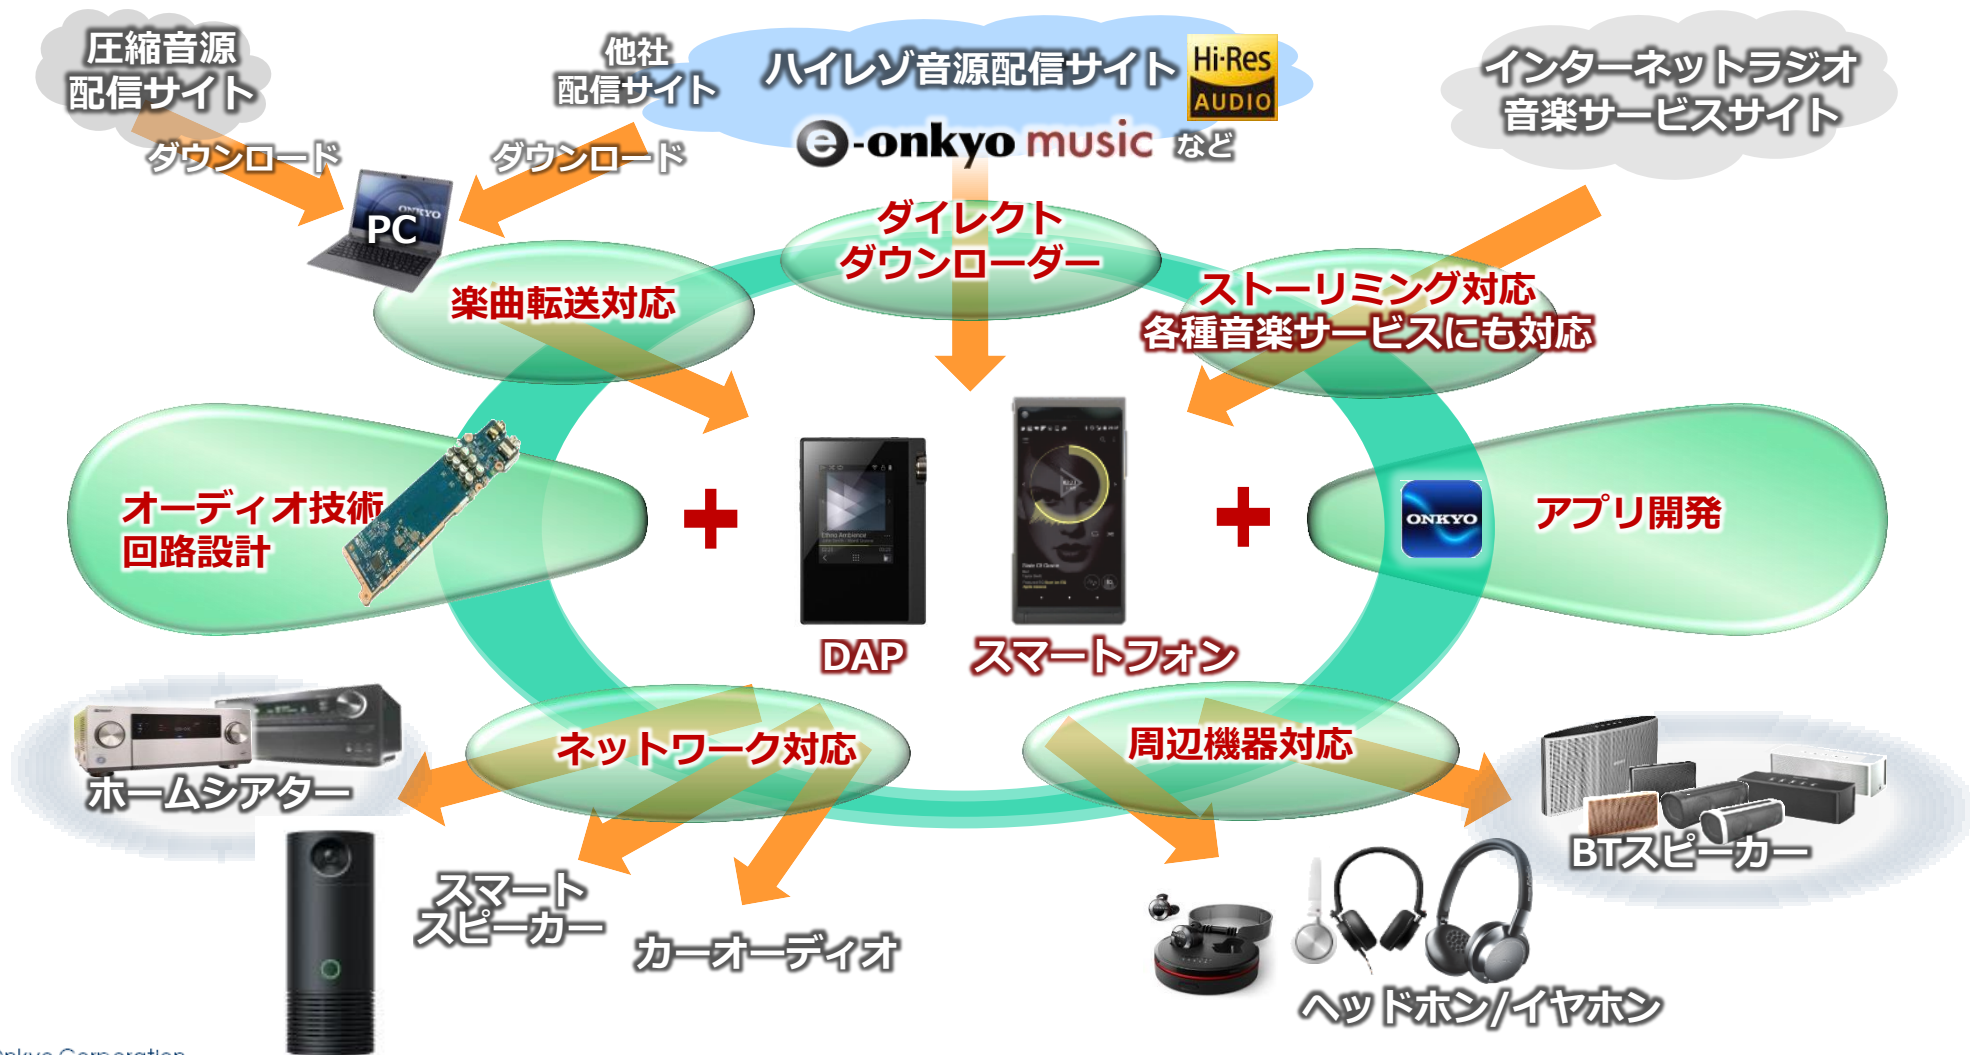 圧縮音源
配信サイト
他社
配信サイト
ハイレゾ音源配信サイト
Hi-Res
AUDIO
e-onkyo music など
インターネットラジオ
音楽サービスサイト
ダウンロード
ダウンロード
ONKYO
PC
ダイレクト
ダウンローダー
楽曲転送対応
ストーリミング対応
各種音楽サービスにも対応
オーディオ技術
回路設計
+
+
ONKYO
アプリ開発
DAP
スマートフォン
ネットワーク対応
周辺機器対応
ホームシアター
BTスピーカー
スマート
スピーカー
カーオーディオ
ヘッドホン/イヤホン
Corporation